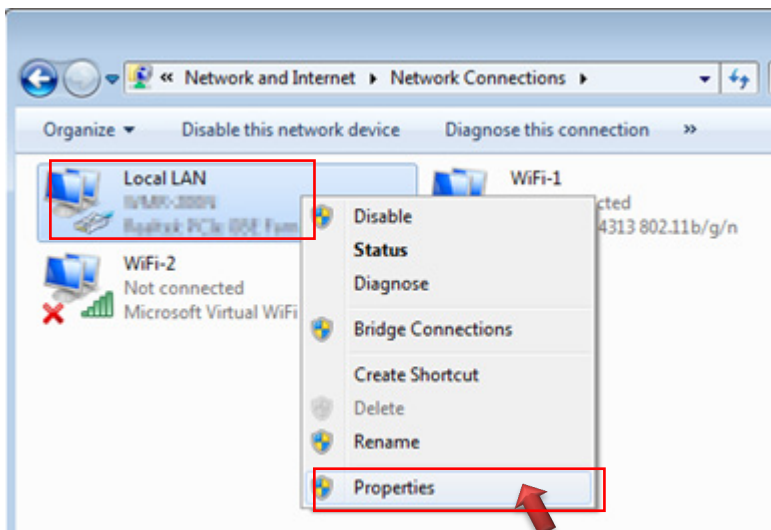 « Network and Internet ▸ Network Connections ▸
Organize Disable this network device Diagnose this connection »
Local LAN
WiFi-1
cted
4313 802.11b/g/n
WiFi-2
Not connected
Microsoft Virtual WiFi
Disable
Status
Diagnose
Bridge Connections
Create Shortcut
Delete
Rename
Properties